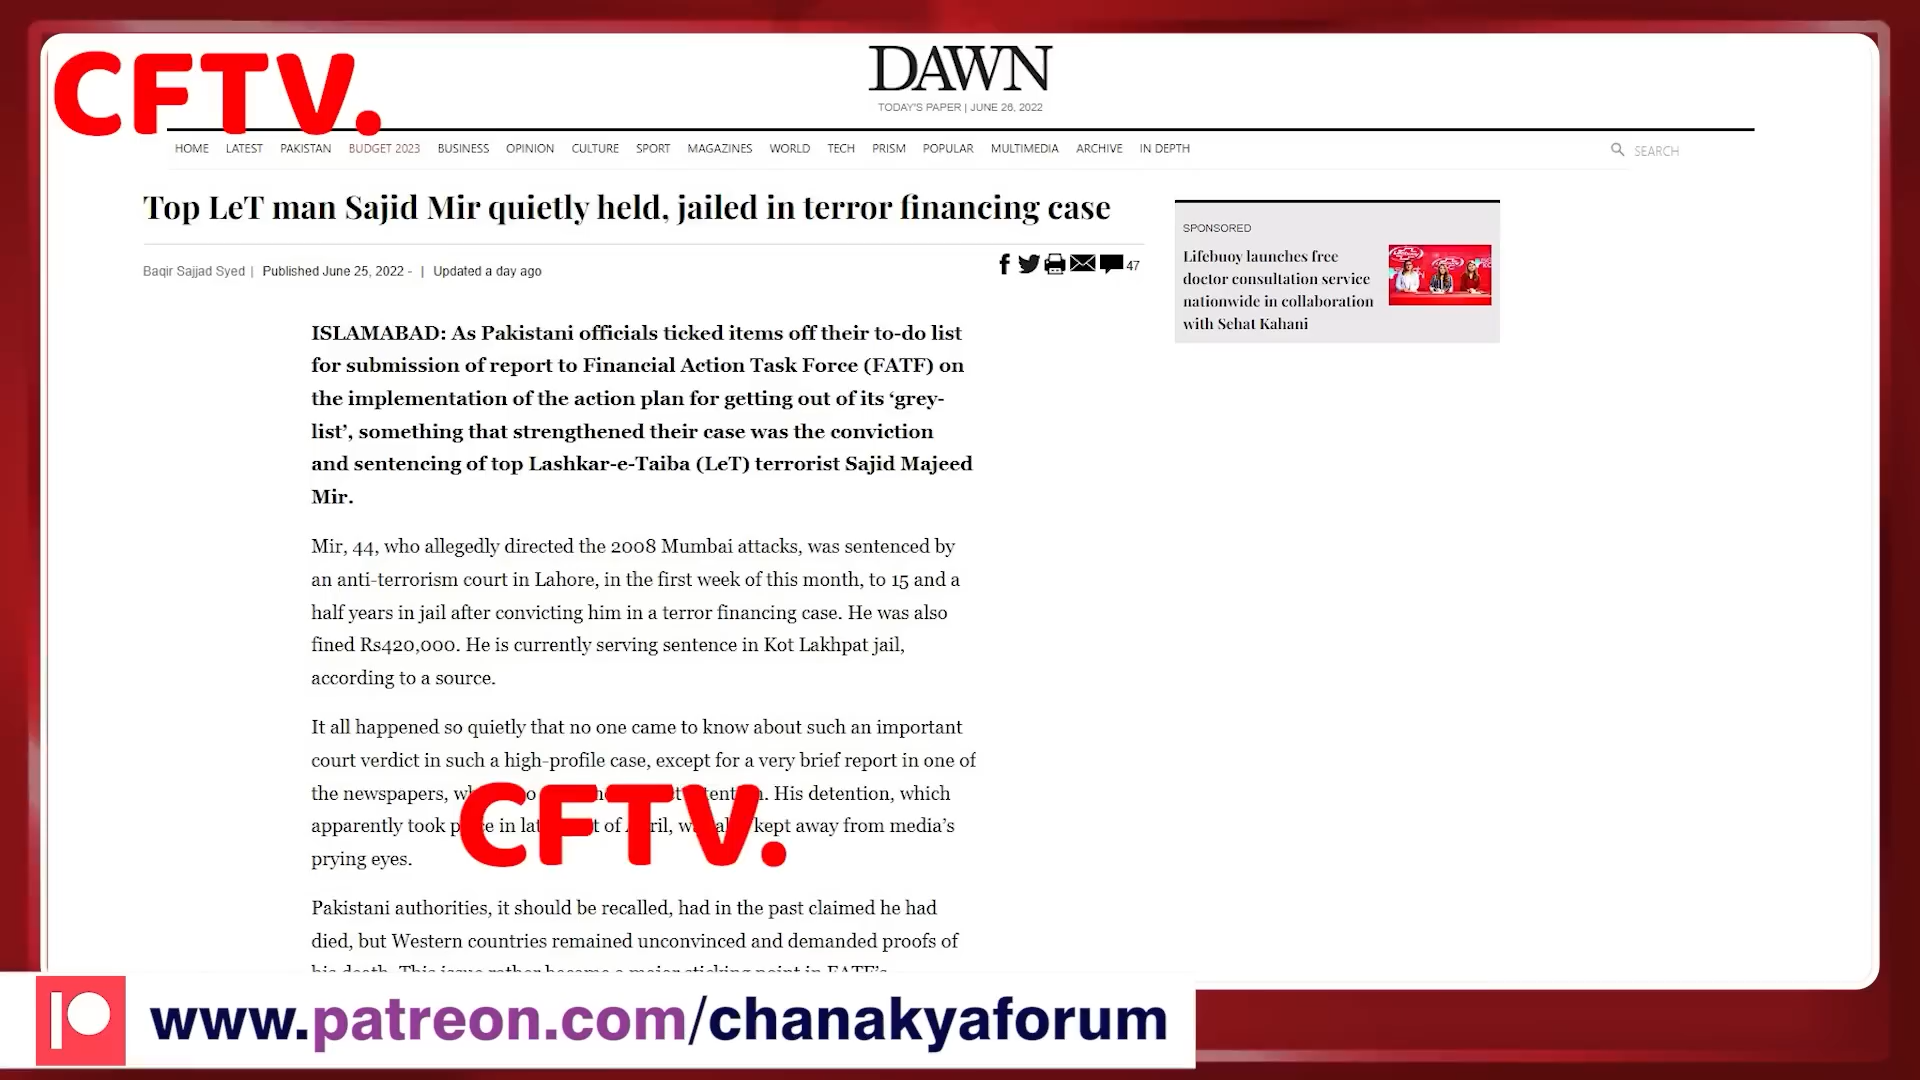 CFTV.
DAWN
TODAY'S PAPER | JUNE 26, 2022
HOME LATEST PAKISTAN BUDGET 2023 BUSINESS OPINION CULTURE SPORT MAGAZINES WORLD TECH PRISM POPULAR MULTIMEDIA ARCHIVE IN DEPTH SEARCH
Top LeT man Sajid Mir quietly held, jailed in terror financing case
Baqir Sajjad Syed | Published June 25, 2022 - | Updated a day ago
47
SPONSORED
Lifebuoy launches free
doctor consultation service
nationwide in collaboration
with Sehat Kahani
ISLAMABAD: As Pakistani officials ticked items off their to-do list
for submission of report to Financial Action Task Force (FATF) on
the implementation of the action plan for getting out of its ‘grey-
list’, something that strengthened their case was the conviction
and sentencing of top Lashkar-e-Taiba (LeT) terrorist Sajid Majeed
Mir.
Mir, 44, who allegedly directed the 2008 Mumbai attacks, was sentenced by
an anti-terrorism court in Lahore, in the first week of this month, to 15 and a
half years in jail after convicting him in a terror financing case. He was also
fined Rs420,000. He is currently serving sentence in Kot Lakhpat jail,
according to a source.
It all happened so quietly that no one came to know about such an important
court verdict in such a high-profile case, except for a very brief report in one of
the newspapers, His detention, which
apparently took in of kept away from media’s
prying eyes.
CFTV.
Pakistani authorities, it should be recalled, had in the past claimed he had
died, but Western countries remained unconvinced and demanded proofs of
www.patreon.com/chanakyaforum